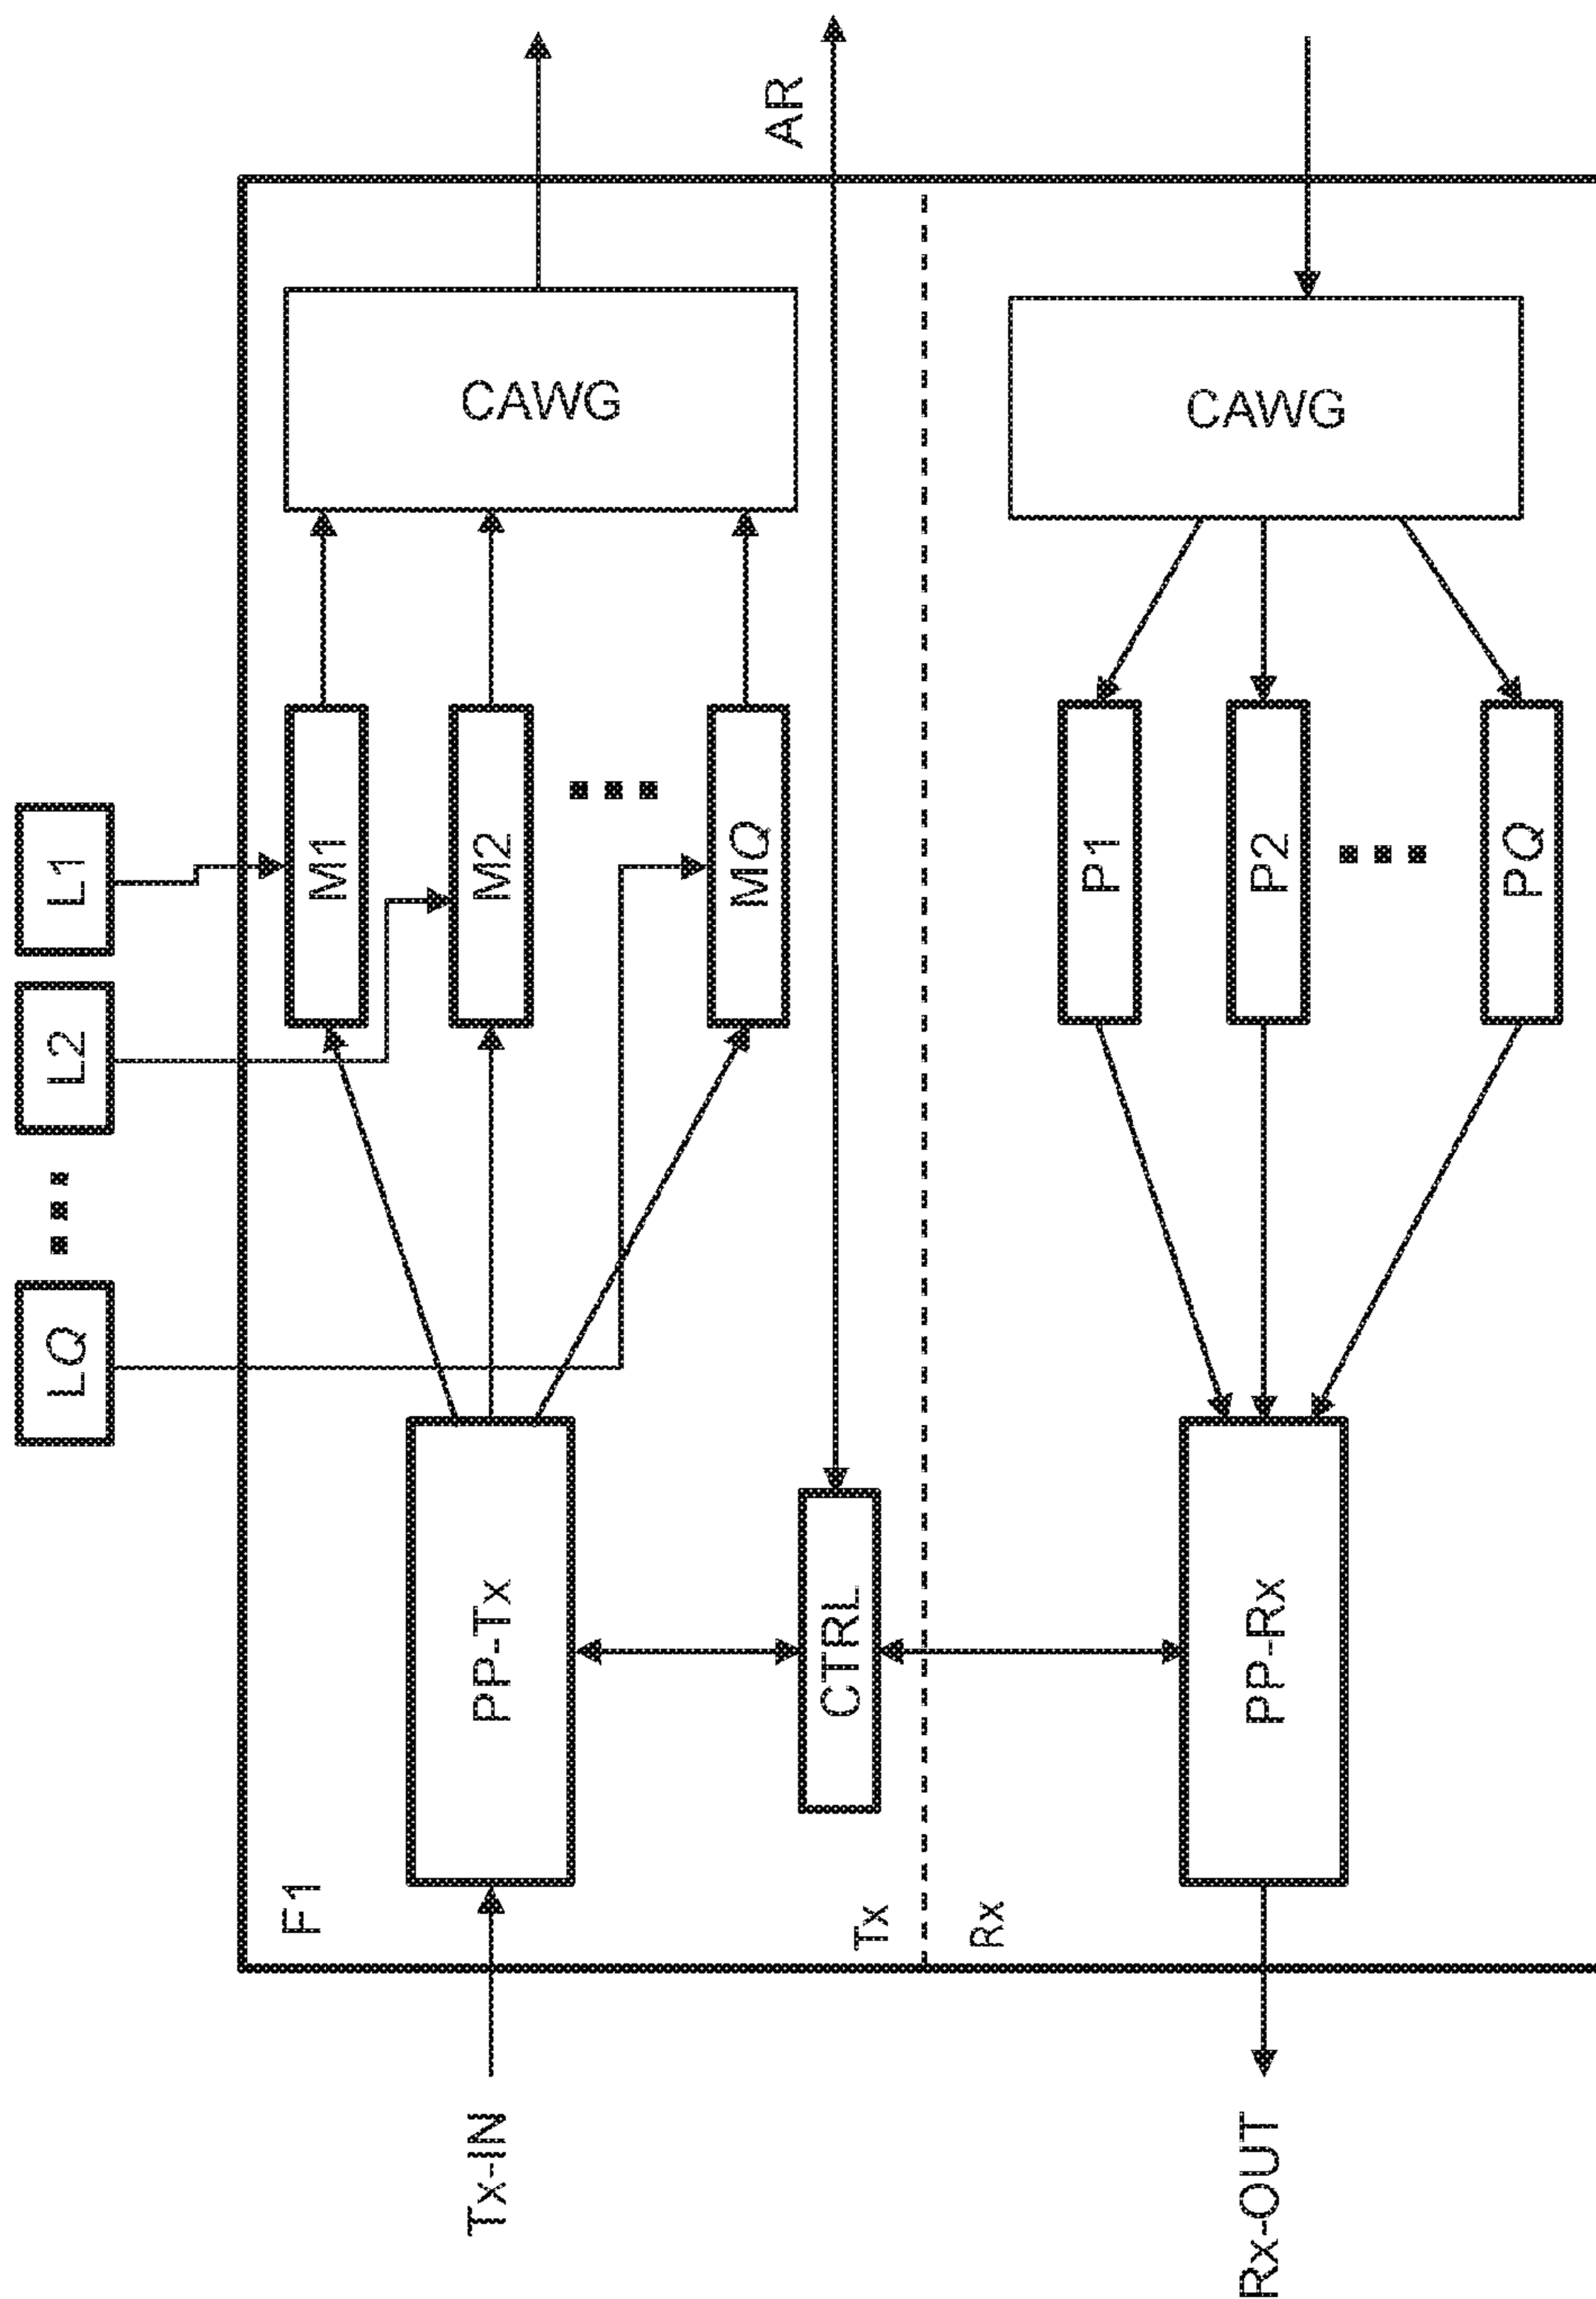 LQ
L2
L1
F1
Tx-IN
PP-Tx
M1
M2
MQ
CAWG
CTRL
AR
Tx
Rx
Rx-OUT
PP-Rx
P1
P2
PQ
CAWG